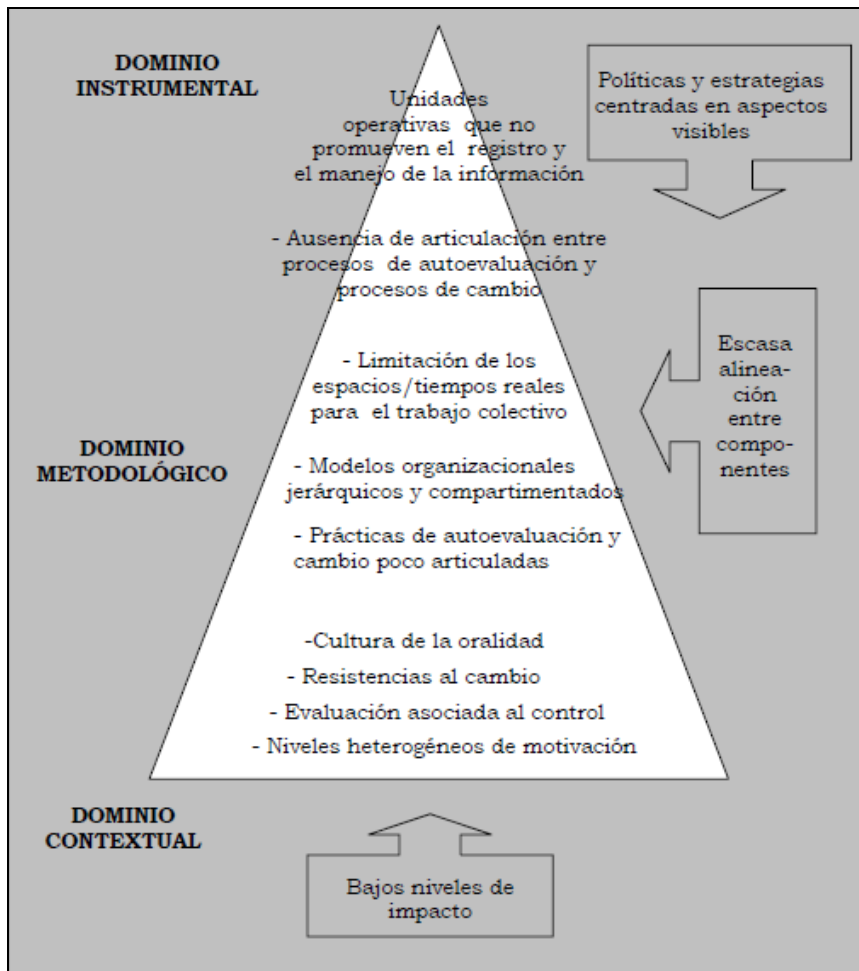 DOMINIO
INSTRUMENTAL
Unidades
operativas que no
promueven el registro y
el manejo de la información
Políticas y estrategias
centradas en aspectos
visibles
- Ausencia de articulación entre
procesos de autoevaluación y
procesos de cambio
- Limitación de los
espacios/tiempos reales
para el trabajo colectivo
Escasa
alinea-
ción
entre
compo-
nentes
DOMINIO
METODOLÓGICO
- Modelos organizacionales
jerárquicos y compartimentados
- Prácticas de autoevaluación y
cambio poco articuladas
-Cultura de la oralidad
- Resistencias al cambio
- Evaluación asociada al control
- Niveles heterogéneos de motivación
DOMINIO
CONTEXTUAL
Bajos niveles de
impacto